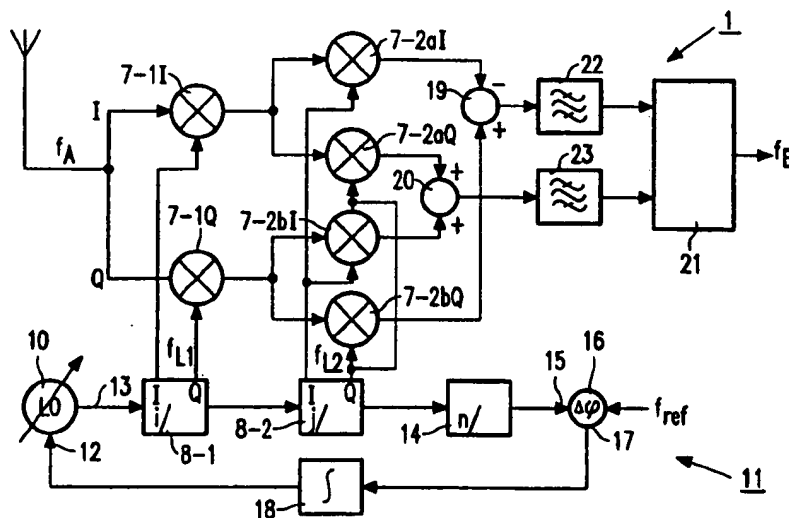 7-2aI
1
7-1I
22
I
19
−
+
f_A
7-2aQ
23
f_E
20
+
+
7-1Q
7-2bI
21
Q
7-2bQ
f_L1
f_L2
10
13
15
16
LO
I Q
i/
I Q
j/
n/
Δφ
f_ref
8-1
8-2
14
17
12
18
∫
11